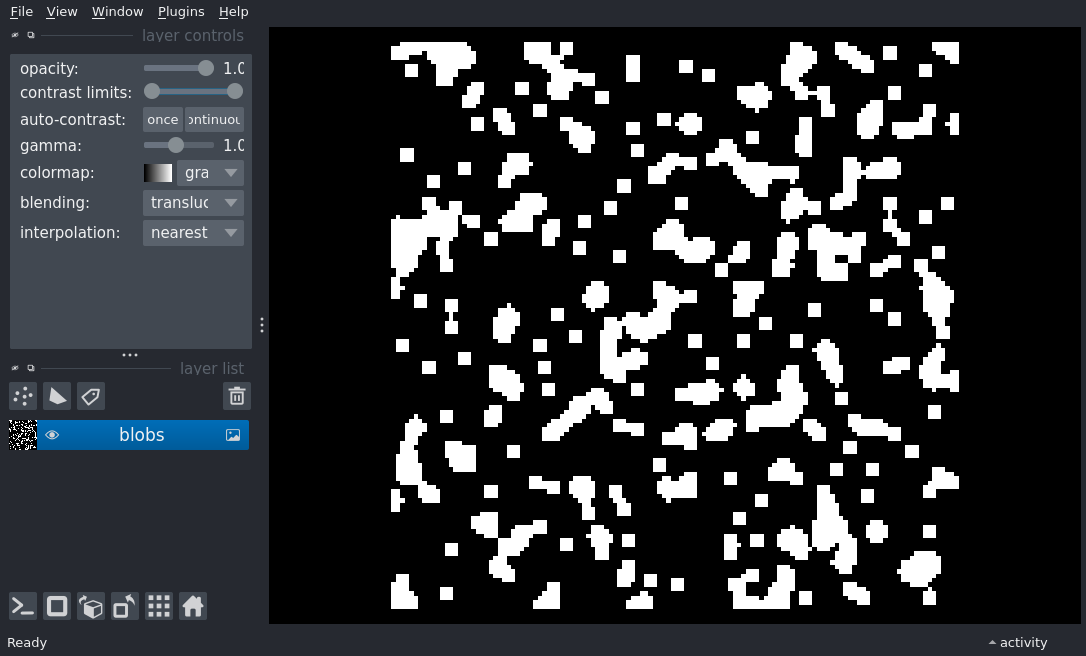 File View Window Plugins Help
layer controls
opacity: 1.0
contrast limits:
auto-contrast: once ontinuou
gamma: 1.0
colormap: gra
blending: transluc
interpolation: nearest
layer list
blobs
Ready
activity